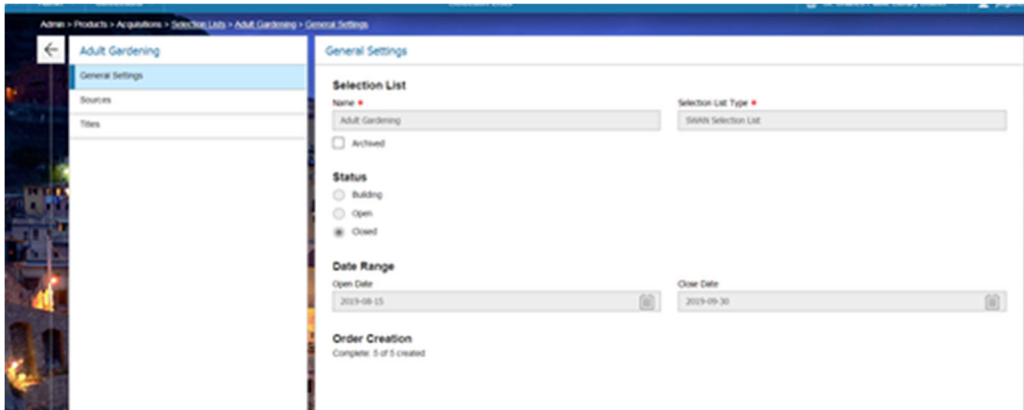 Admin > Products > Acquisitions > Selection Lists > Adult Gardening > General Settings
Adult Gardening
General Settings
Sources
Titles
General Settings
Selection List
Name *
Adult Gardening
Selection List Type *
SWAN Selection List
Archived
Status
Building
Open
Closed
Date Range
Open Date
2019-08-15
Close Date
2019-09-30
Order Creation
Complete: 5 of 5 created